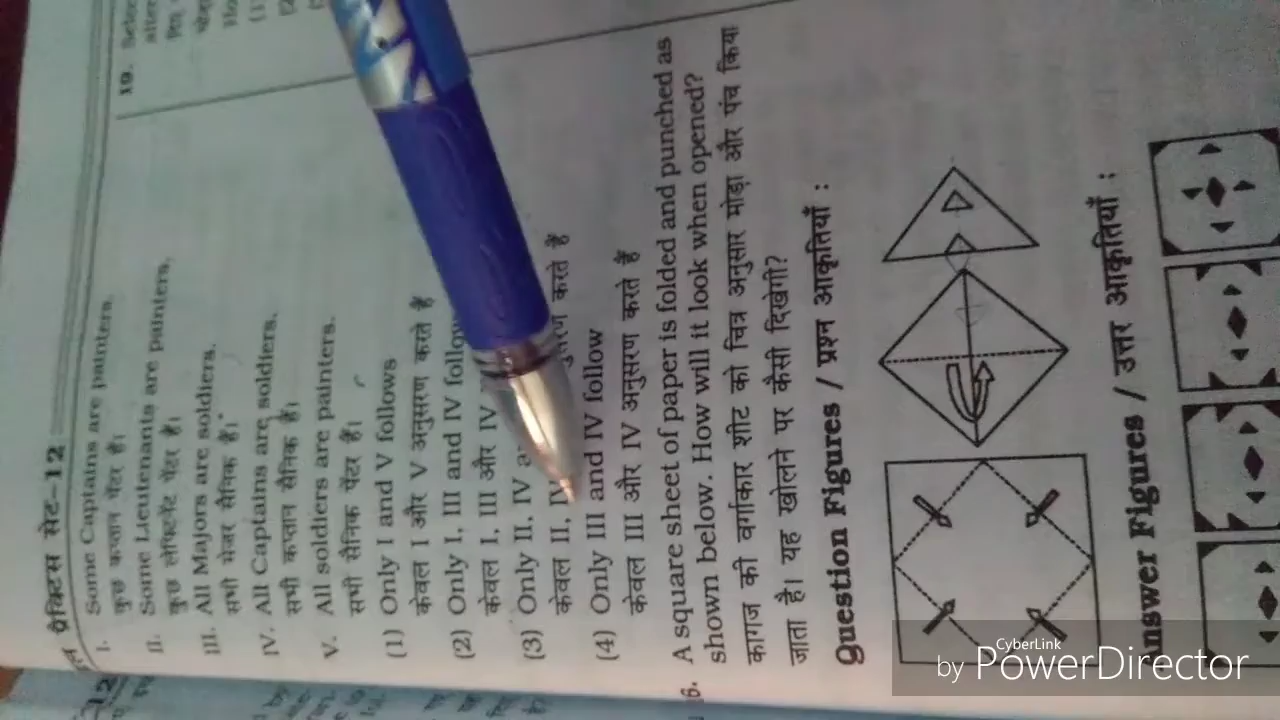 प्रैक्टिस सेट-12
I. Some Captains are painters.
कुछ कप्तान पेंटर हैं।
II. Some Lieutenants are painters.
कुछ लेफ्टिनेंट पेंटर हैं।
III. All Majors are soldiers.
सभी मेजर सैनिक हैं।
IV. All Captains are soldiers.
सभी कप्तान सैनिक हैं।
V. All soldiers are painters.
सभी सैनिक पेंटर हैं।
(1) Only I and V follows
केवल I और V अनुसरण करते हैं
(2) Only I, III and IV follow
केवल I, III और IV करते हैं
(3) Only II, IV
केवल II,
(4) Only III and IV follow
केवल III और IV अनुसरण करते हैं
6. A square sheet of paper is folded and punched as
shown below. How will it look when opened?
कागज की वर्गाकार शीट को चित्र अनुसार मोड़ा और पंच किया
जाता है। यह खोलने पर कैसी दिखेगी?
Question Figures / प्रश्न आकृतियाँ :
Answer Figures / उत्तर आकृतियाँ :
19.
12
by CyberLink PowerDirector